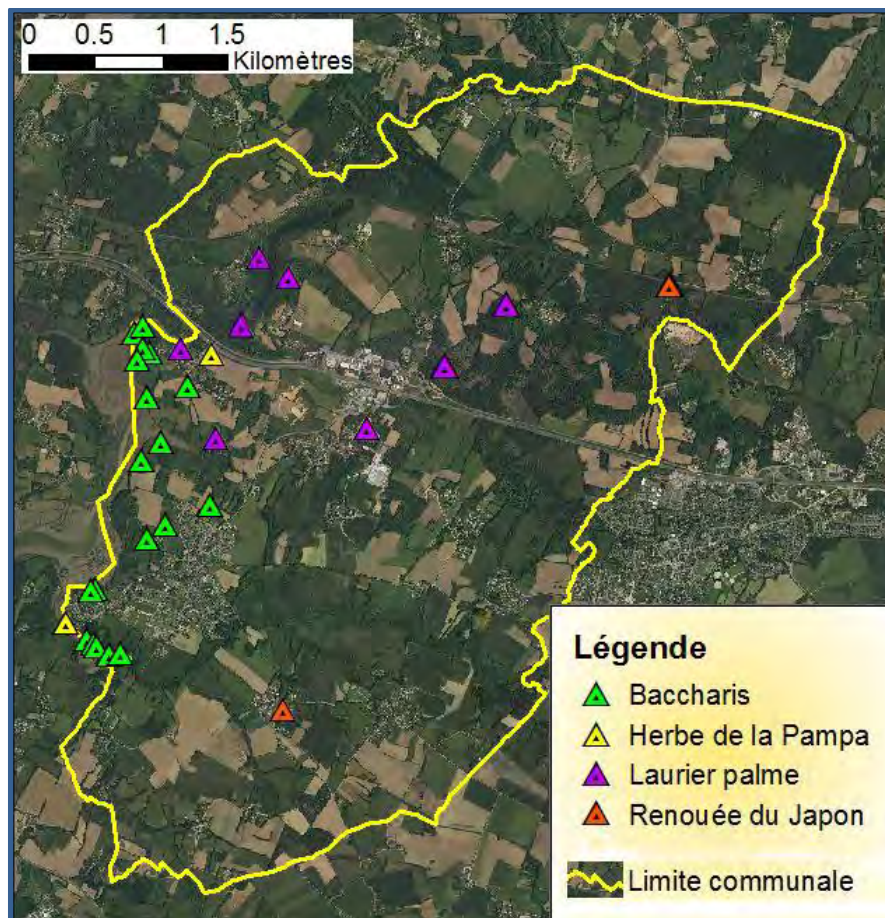 0 0.5 1 1.5
Kilomètres
Légende
Baccharis
Herbe de la Pampa
Laurier palme
Renouée du Japon
Limite communale